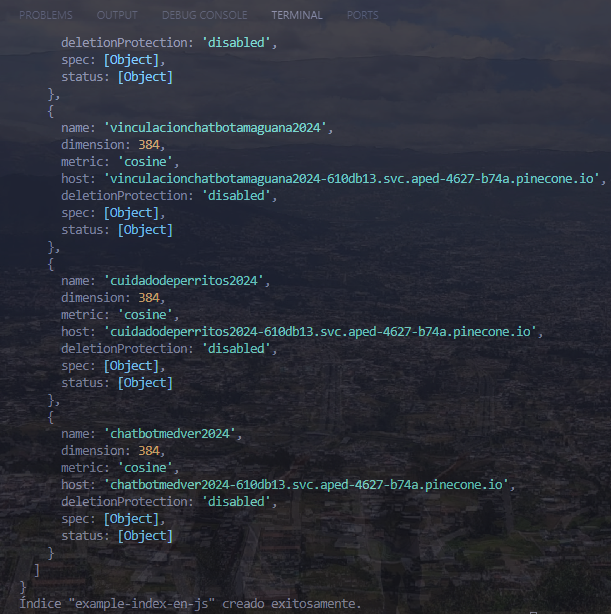 PROBLEMS OUTPUT DEBUG CONSOLE TERMINAL PORTS
deletionProtection: 'disabled',
spec: [Object],
status: [Object]
},
{
name: 'vinculacionchatbotamaguana2024',
dimension: 384,
metric: 'cosine',
host: 'vinculacionchatbotamaguana2024-610db13.svc.aped-4627-b74a.pinecone.io',
deletionProtection: 'disabled',
spec: [Object],
status: [Object]
},
{
name: 'cuidadodeperritos2024',
dimension: 384,
metric: 'cosine',
host: 'cuidadodeperritos2024-610db13.svc.aped-4627-b74a.pinecone.io',
deletionProtection: 'disabled',
spec: [Object],
status: [Object]
},
{
name: 'chatbotmedver2024',
dimension: 384,
metric: 'cosine',
host: 'chatbotmedver2024-610db13.svc.aped-4627-b74a.pinecone.io',
deletionProtection: 'disabled',
spec: [Object],
status: [Object]
}
]
}
Índice "example-index-en-js" creado exitosamente.